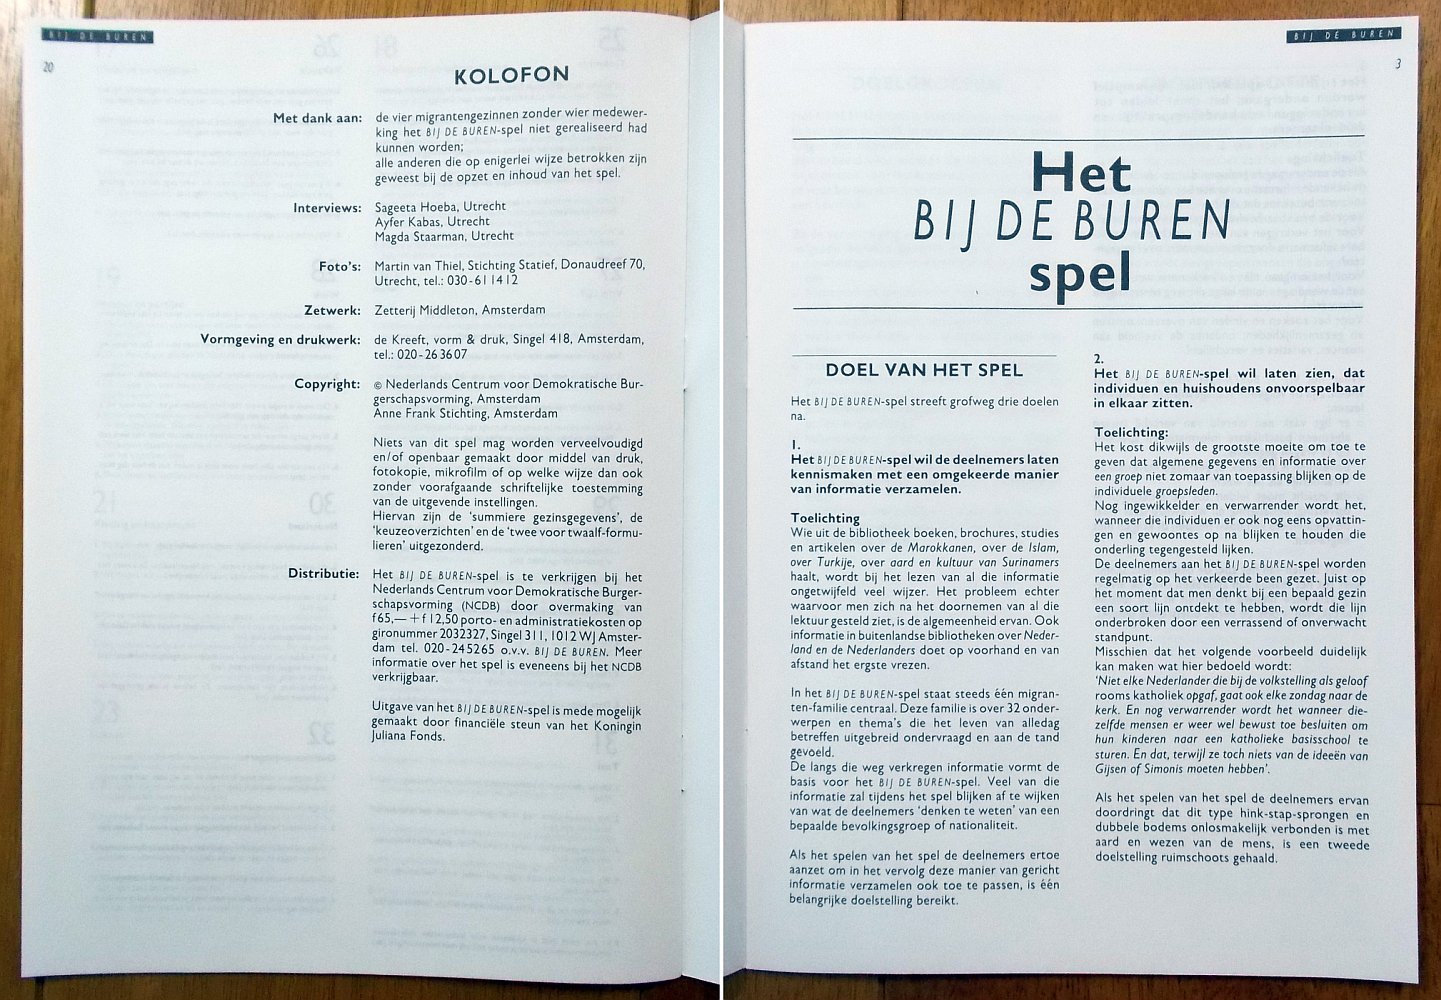 BIJ DE BUREN
20
KOLOFON
Met dank aan: de vier migrantengezinnen zonder wier medewer-
king het BIJ DE BUREN-spel niet gerealiseerd had
kunnen worden;
alle anderen die op enigerlei wijze betrokken zijn
geweest bij de opzet en inhoud van het spel.
Interviews: Sageeta Hoeba, Utrecht
Ayfer Kabas, Utrecht
Magda Staarman, Utrecht
Foto's: Martin van Thiel, Stichting Statief, Donaudreef 70,
Utrecht, tel.: 030-61 14 12
Zetwerk: Zetterij Middleton, Amsterdam
Vormgeving en drukwerk: de Kreeft, vorm & druk, Singel 418, Amsterdam,
tel.: 020-26 36 07
Copyright: © Nederlands Centrum voor Demokratische Bur-
gerschapsvorming, Amsterdam
Anne Frank Stichting, Amsterdam
Niets van dit spel mag worden verveelvoudigd
en/of openbaar gemaakt door middel van druk,
fotokopie, mikrofilm of op welke wijze dan ook
zonder voorafgaande schriftelijke toestemming
van de uitgevende instellingen.
Hiervan zijn de 'summiere gezinsgegevens', de
'keuzeoverzichten' en de 'twee voor twaalf-formu-
lieren' uitgezonderd.
Distributie: Het BIJ DE BUREN-spel is te verkrijgen bij het
Nederlands Centrum voor Demokratische Burger-
schapsvorming (NCDB) door overmaking van
f65,— + f12,50 porto- en administratiekosten op
gironummer 2032327, Singel 311, 1012 WJ Amster-
dam tel. 020-245265 o.v.v. BIJ DE BUREN. Meer
informatie over het spel is eveneens bij het NCDB
verkrijgbaar.
Uitgave van het BIJ DE BUREN-spel is mede mogelijk
gemaakt door financiële steun van het Koningin
Juliana Fonds.
BIJ DE BUREN
3
Het
BIJ DE BUREN
spel
DOEL VAN HET SPEL
Het BIJ DE BUREN-spel streeft grofweg drie doelen
na.
1.
Het BIJ DE BUREN-spel wil de deelnemers laten
kennismaken met een omgekeerde manier
van informatie verzamelen.
Toelichting
Wie uit de bibliotheek boeken, brochures, studies
en artikelen over de Marokkanen, over de Islam,
over Turkije, over aard en kultuur van Surinamers
haalt, wordt bij het lezen van al die informatie
ongetwijfeld veel wijzer. Het probleem echter
waarvoor men zich na het doornemen van al die
lektuur gesteld ziet, is de algemeenheid ervan. Ook
informatie in buitenlandse bibliotheken over Neder-
land en de Nederlanders doet op voorhand en van
afstand het ergste vrezen.
In het BIJ DE BUREN-spel staat steeds één migran-
ten-familie centraal. Deze familie is over 32 onder-
werpen en thema's die het leven van alledag
betreffen uitgebreid ondervraagd en aan de tand
gevoeld.
De langs die weg verkregen informatie vormt de
basis voor het BIJ DE BUREN-spel. Veel van die
informatie zal tijdens het spel blijken af te wijken
van wat de deelnemers 'denken te weten' van een
bepaalde bevolkingsgroep of nationaliteit.
Als het spelen van het spel de deelnemers ertoe
aanzet om in het vervolg deze manier van gericht
informatie verzamelen ook toe te passen, is één
belangrijke doelstelling bereikt.
2.
Het BIJ DE BUREN-spel wil laten zien, dat
individuen en huishoudens onvoorspelbaar
in elkaar zitten.
Toelichting:
Het kost dikwijls de grootste moeite om toe te
geven dat algemene gegevens en informatie over
een groep niet zomaar van toepassing blijken op de
individuele groepsleden.
Nog ingewikkelder en verwarrender wordt het,
wanneer die individuen er ook nog eens opvattin-
gen en gewoontes op na blijken te houden die
onderling tegengesteld lijken.
De deelnemers aan het BIJ DE BUREN-spel worden
regelmatig op het verkeerde been gezet. Juist op
het moment dat men denkt bij een bepaald gezin
een soort lijn ontdekt te hebben, wordt die lijn
onderbroken door een verrassend of onverwacht
standpunt.
Misschien dat het volgende voorbeeld duidelijk
kan maken wat hier bedoeld wordt:
'Niet elke Nederlander die bij de volkstelling als geloof
rooms katholiek opgaf, gaat ook elke zondag naar de
kerk. En nog verwarrender wordt het wanneer die-
zelfde mensen er weer wel bewust toe besluiten om
hun kinderen naar een katholieke basisschool te
sturen. En dat, terwijl ze toch niets van de ideeën van
Gijsen of Simonis moeten hebben'.
Als het spelen van het spel de deelnemers ervan
doordringt dat dit type hink-stap-sprongen en
dubbele bodems onlosmakelijk verbonden is met
aard en wezen van de mens, is een tweede
doelstelling ruimschoots gehaald.